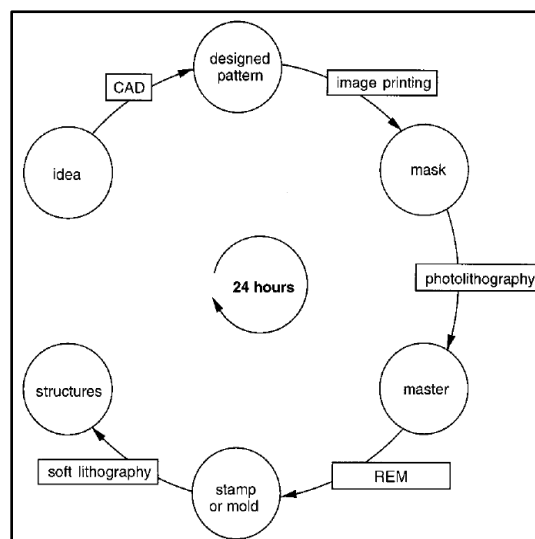 designed
pattern
CAD
image printing
idea
mask
24 hours
photolithography
structures
master
soft lithography
REM
stamp
or mold